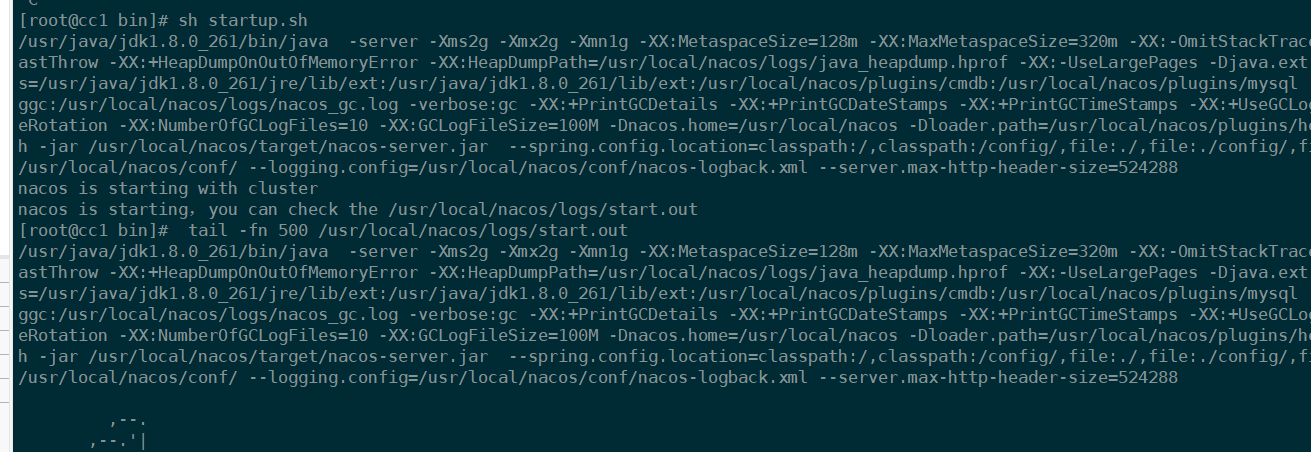 [root@cc1 bin]# sh startup.sh
/usr/java/jdk1.8.0_261/bin/java  -server -Xms2g -Xmx2g -Xmn1g -XX:MetaspaceSize=128m -XX:MaxMetaspaceSize=320m -XX:-OmitStackTrac
astThrow -XX:+HeapDumpOnOutOfMemoryError -XX:HeapDumpPath=/usr/local/nacos/logs/java_heapdump.hprof -XX:-UseLargePages -Djava.ext
s=/usr/java/jdk1.8.0_261/jre/lib/ext:/usr/java/jdk1.8.0_261/lib/ext:/usr/local/nacos/plugins/cmdb:/usr/local/nacos/plugins/mysql
ggc:/usr/local/nacos/logs/nacos_gc.log -verbose:gc -XX:+PrintGCDetails -XX:+PrintGCDateStamps -XX:+PrintGCTimeStamps -XX:+UseGCLo
eRotation -XX:NumberOfGCLogFiles=10 -XX:GCLogFileSize=100M -Dnacos.home=/usr/local/nacos -Dloader.path=/usr/local/nacos/plugins/he
h -jar /usr/local/nacos/target/nacos-server.jar  --spring.config.location=classpath:/,classpath:/config/,file:./,file:./config/,fi
/usr/local/nacos/conf/ --logging.config=/usr/local/nacos/conf/nacos-logback.xml --server.max-http-header-size=524288
nacos is starting with cluster
nacos is starting，you can check the /usr/local/nacos/logs/start.out
[root@cc1 bin]#  tail -fn 500 /usr/local/nacos/logs/start.out
/usr/java/jdk1.8.0_261/bin/java  -server -Xms2g -Xmx2g -Xmn1g -XX:MetaspaceSize=128m -XX:MaxMetaspaceSize=320m -XX:-OmitStackTrac
astThrow -XX:+HeapDumpOnOutOfMemoryError -XX:HeapDumpPath=/usr/local/nacos/logs/java_heapdump.hprof -XX:-UseLargePages -Djava.ext
s=/usr/java/jdk1.8.0_261/jre/lib/ext:/usr/java/jdk1.8.0_261/lib/ext:/usr/local/nacos/plugins/cmdb:/usr/local/nacos/plugins/mysql
ggc:/usr/local/nacos/logs/nacos_gc.log -verbose:gc -XX:+PrintGCDetails -XX:+PrintGCDateStamps -XX:+PrintGCTimeStamps -XX:+UseGCLo
eRotation -XX:NumberOfGCLogFiles=10 -XX:GCLogFileSize=100M -Dnacos.home=/usr/local/nacos -Dloader.path=/usr/local/nacos/plugins/he
h -jar /usr/local/nacos/target/nacos-server.jar  --spring.config.location=classpath:/,classpath:/config/,file:./,file:./config/,fi
/usr/local/nacos/conf/ --logging.config=/usr/local/nacos/conf/nacos-logback.xml --server.max-http-header-size=524288
         ,--.
       ,--.'|